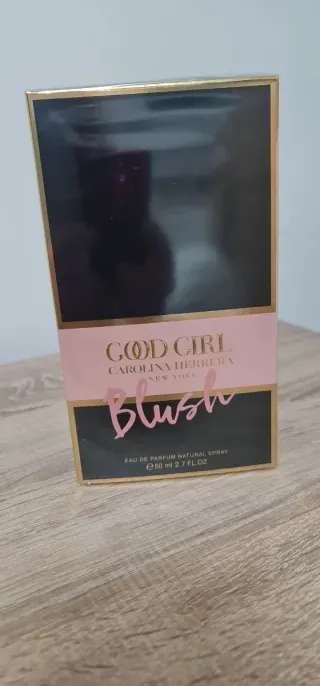 GOOD GIRL
CAROLINA HERRERA
NEW YORK
Blush
EAU DE PARFUM NATURAL SPRAY
℮80 ml 2.7 FL.OZ